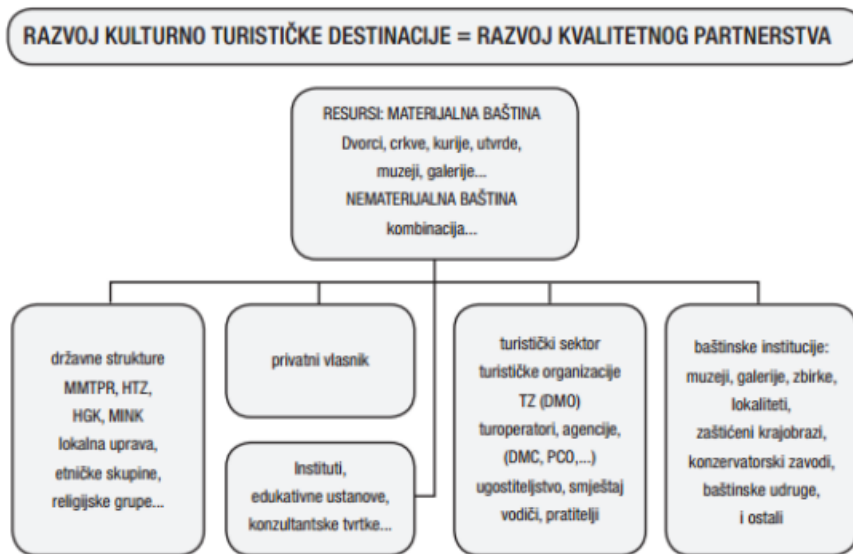 RAZVOJ KULTURNO TURISTIČKE DESTINACIJE = RAZVOJ KVALITETNOG PARTNERSTVA
RESURSI: MATERIJALNA BAŠTINA
Dvorci, crkve, kurije, utvrde,
muzeji, galerije...
NEMATERIJALNA BAŠTINA
kombinacija...
državne strukture
MMTPR, HTZ,
HGK, MINK
lokalna uprava,
etničke skupine,
religijske grupe...
privatni vlasnik
Instituti,
edukativne ustanove,
konzultantske tvrtke...
turistički sektor
turističke organizacije
TZ (DMO)
turoperatori, agencije,
(DMC, PCO,...)
ugostiteljstvo, smještaj
vodiči, pratitelji
baštinske institucije:
muzeji, galerije, zbirke,
lokaliteti,
zaštićeni krajobrazi,
konzervatorski zavodi,
baštinske udruge,
i ostali